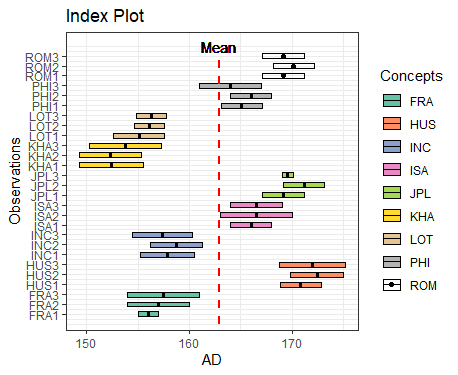 Index Plot
Mean
ROM3
ROM2
ROM1
PHI3
PHI2
PHI1
LOT3
LOT2
LOT1
KHA3
KHA2
KHA1
JPL3
JPL2
JPL1
ISA3
ISA2
ISA1
INC3
INC2
INC1
HUS3
HUS2
HUS1
FRA3
FRA2
FRA1
Observations
150 160 170
AD
Concepts
FRA
HUS
INC
ISA
JPL
KHA
LOT
PHI
ROM